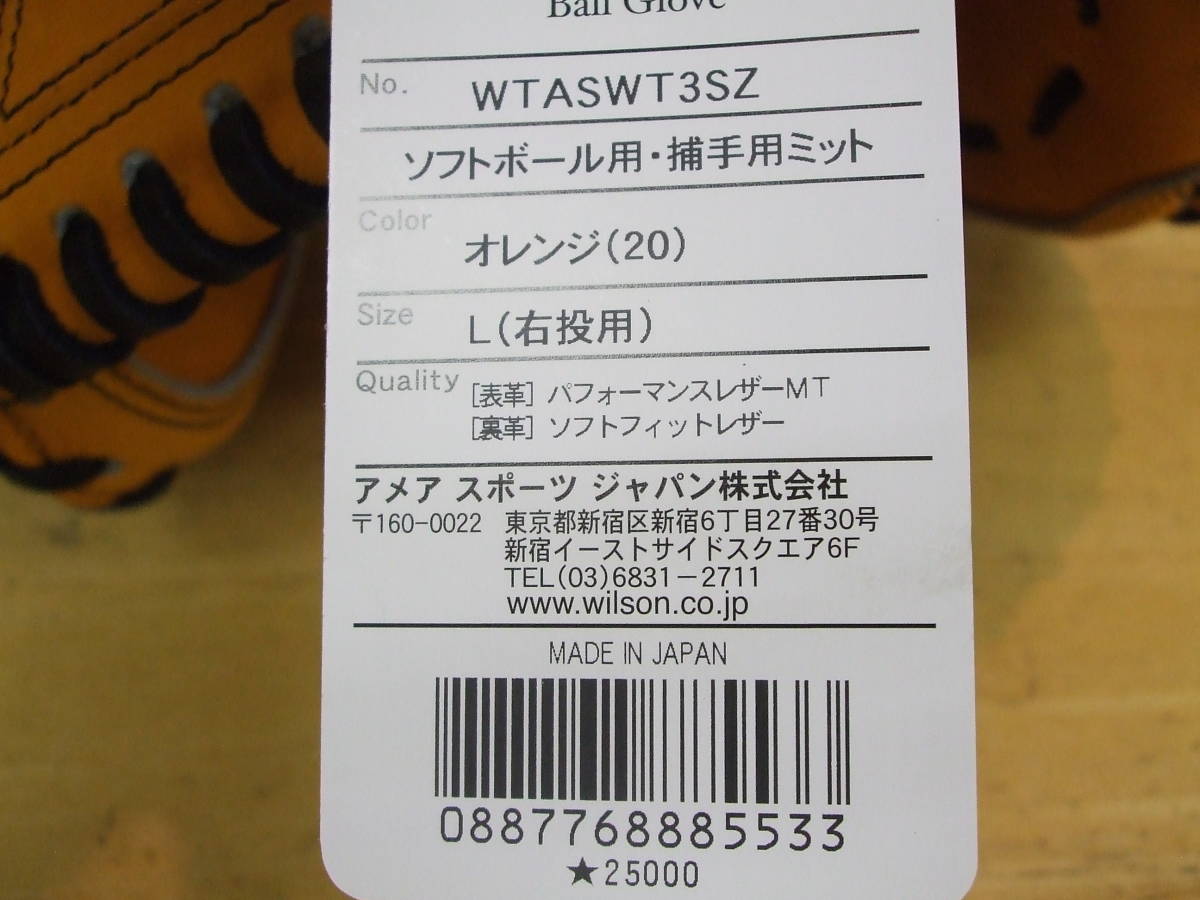 Ball Glove
No. WTASWT3SZ
ソフトボール用・捕手用ミット
Color オレンジ(20)
Size L(右投用)
Quality [表革] パフォーマンスレザーMT
[裏革] ソフトフィットレザー
アメア スポーツ ジャパン株式会社
〒160-0022 東京都新宿区新宿6丁目27番30号
新宿イーストサイドスクエア6F
TEL(03)6831-2711
www.wilson.co.jp
MADE IN JAPAN
0887768885533
★25000